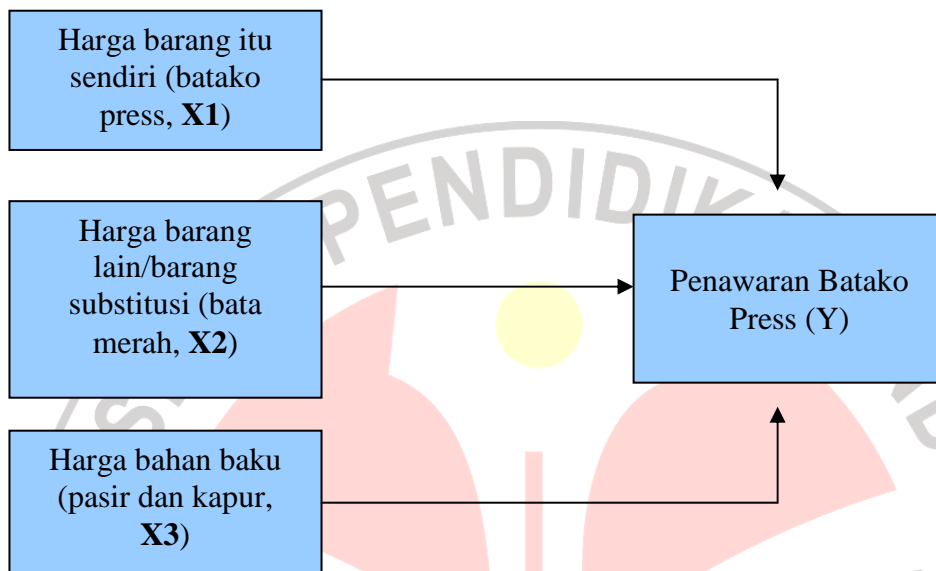 Harga barang itu
sendiri (batako
press, X1)
Harga barang
lain/barang
substitusi (bata
merah, X2)
Harga bahan baku
(pasir dan kapur,
X3)
Penawaran Batako
Press (Y)
PENDIDIK